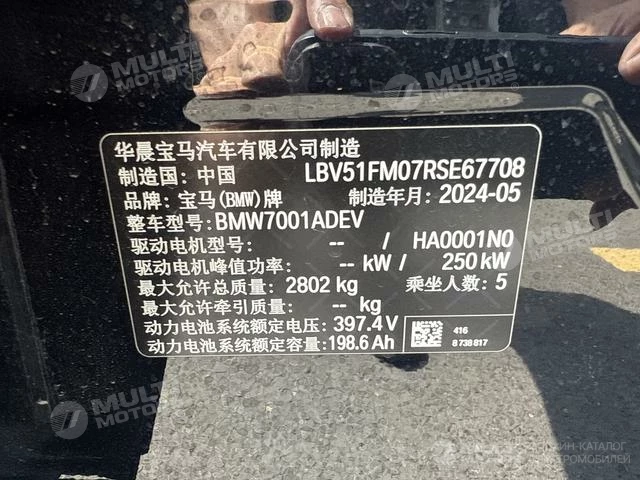 MULTI MOTORS
MULTI MOTORS
华晨宝马汽车有限公司制造
制造国: 中国 LBV51FM07RSE67708
品牌: 宝马(BMW)牌 制造年月: 2024-05
整车型号: BMW7001ADEV
驱动电机型号: -- / HA0001N0
驱动电机峰值功率: -- kW / 250 kW
最大允许总质量: 2802 kg 乘坐人数: 5
最大允许牵引质量: -- kg
动力电池系统额定电压: 397.4 V
动力电池系统额定容量: 198.6 Ah
416
8738817
MULTI MOTORS
ИН-КАТАЛОГ
ТОМОБИЛЕЙ